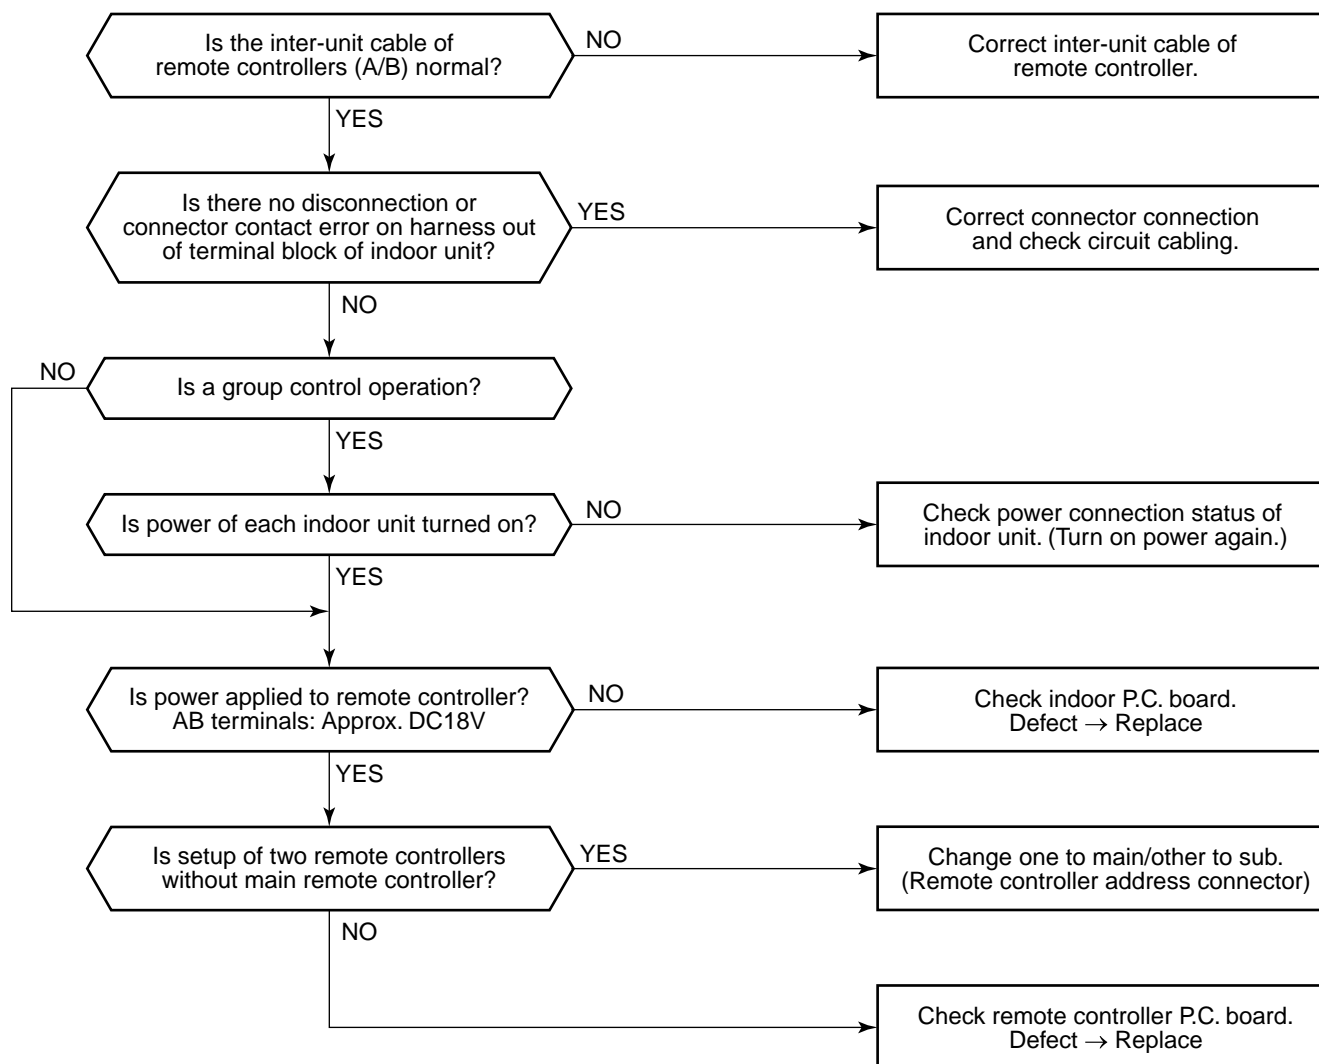 Is the inter-unit cable of
remote controllers (A/B) normal?
NO
Correct inter-unit cable of
remote controller.
YES
Is there no disconnection or
connector contact error on harness out
of terminal block of indoor unit?
YES
Correct connector connection
and check circuit cabling.
NO
NO
Is a group control operation?
YES
Is power of each indoor unit turned on?
NO
Check power connection status of
indoor unit. (Turn on power again.)
YES
Is power applied to remote controller?
AB terminals: Approx. DC18V
NO
Check indoor P.C. board.
Defect → Replace
YES
Is setup of two remote controllers
without main remote controller?
YES
Change one to main/other to sub.
(Remote controller address connector)
NO
Check remote controller P.C. board.
Defect → Replace